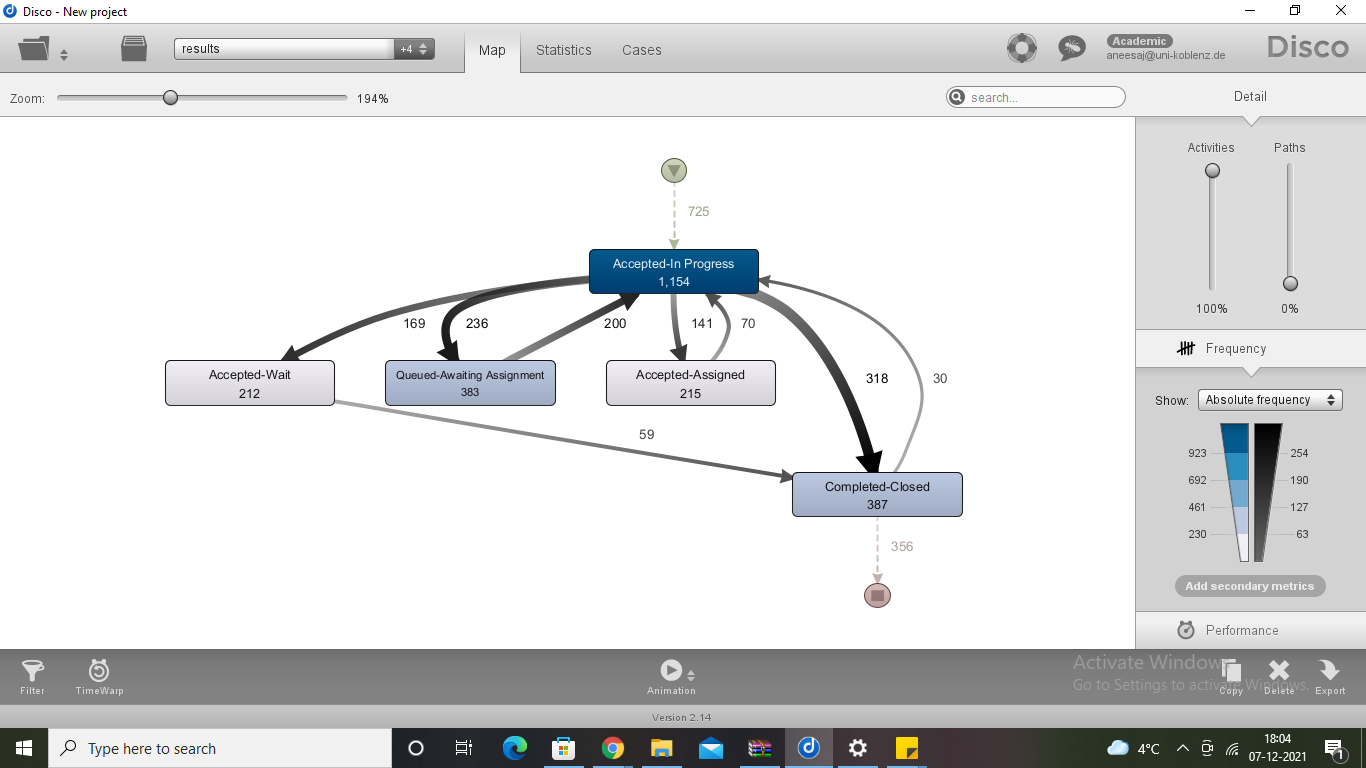 Disco - New project
results
+4
Map
Statistics
Cases
Academic
aneesaj@uni-koblenz.de
Disco
Zoom:
194%
search...
Detail
Activities
Paths
100%
0%
Frequency
Show:
Absolute frequency
923
254
692
190
461
127
230
63
Add secondary metrics
Performance
725
Accepted-In Progress
1,154
169
236
200
141
70
318
30
Accepted-Wait
212
Queued-Awaiting Assignment
383
Accepted-Assigned
215
59
Completed-Closed
387
356
Filter
TimeWarp
Animation
Activate Windows
Go to Settings to activate Windows.
Copy
Delete
Export
Version 2.14
Type here to search
4°C
18:04
07-12-2021
1